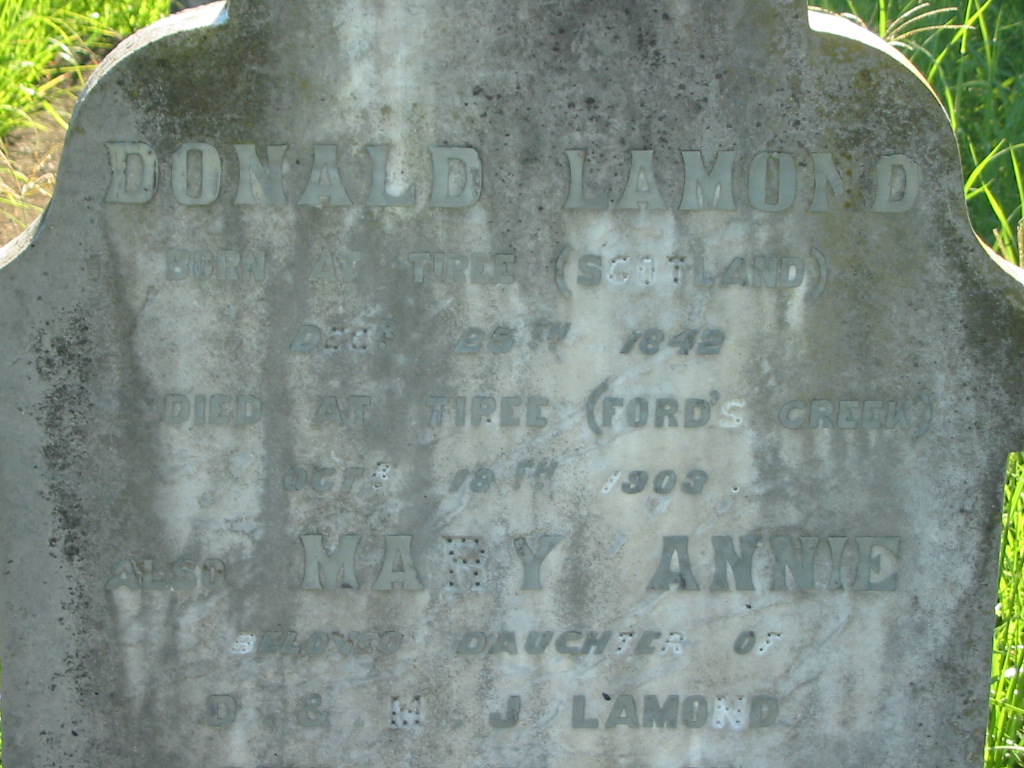 DONALD LAMOND
BORN AT TIREE (SCOTLAND)
DECR 25TH 1842
DIED AT TIREE (FORD'S CREEK)
OCTR 19TH 1903.
ALSO MARY ANNIE
BELOVED DAUGHTER OF
D. & M. J. LAMOND